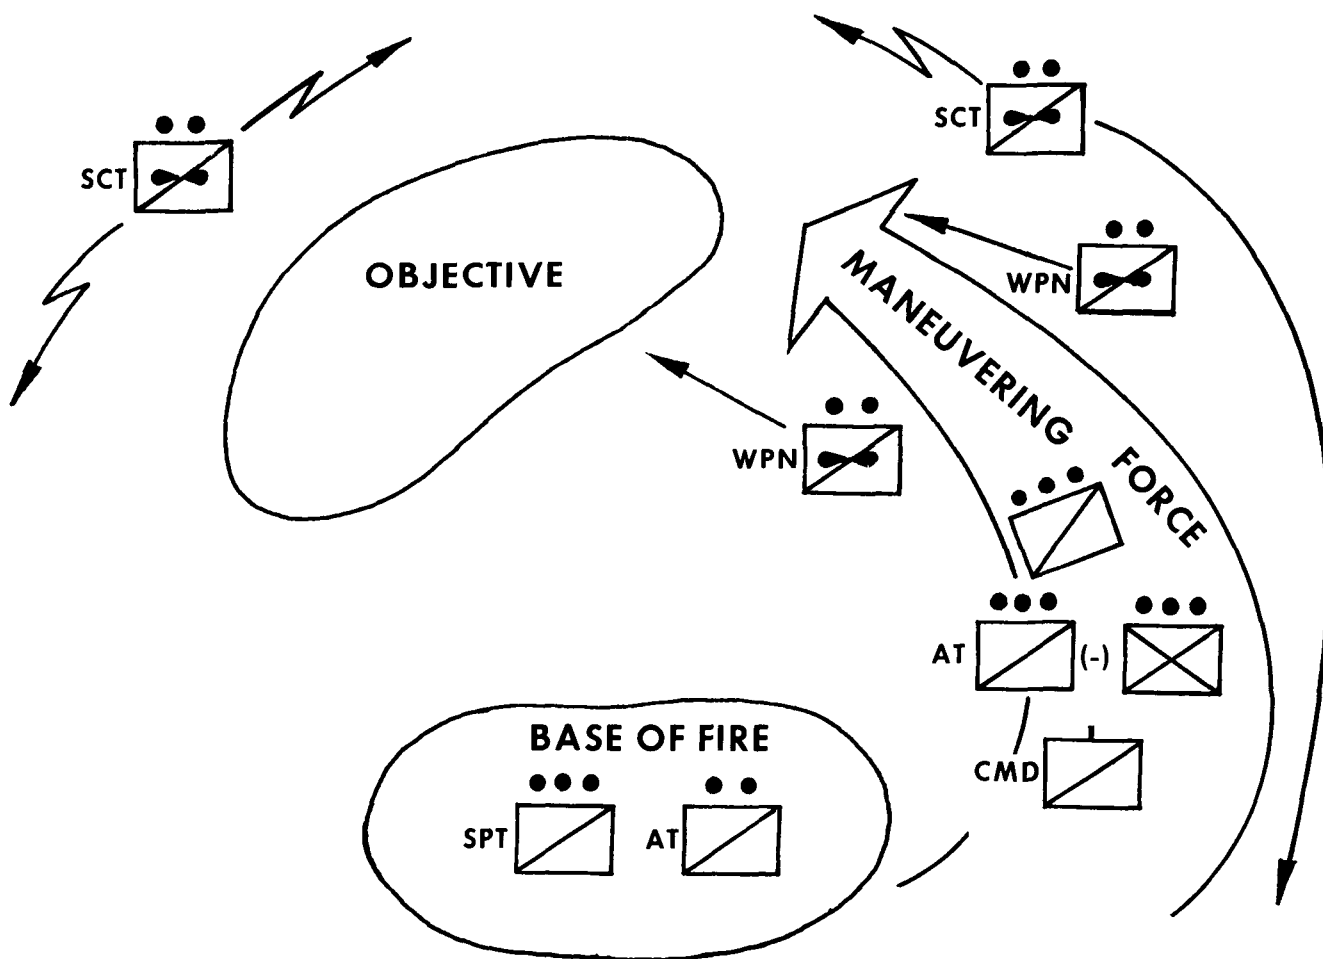 SCT
SCT
OBJECTIVE
WPN
MANEUVERING FORCE
WPN
AT
(-)
BASE OF FIRE
CMD
SPT
AT